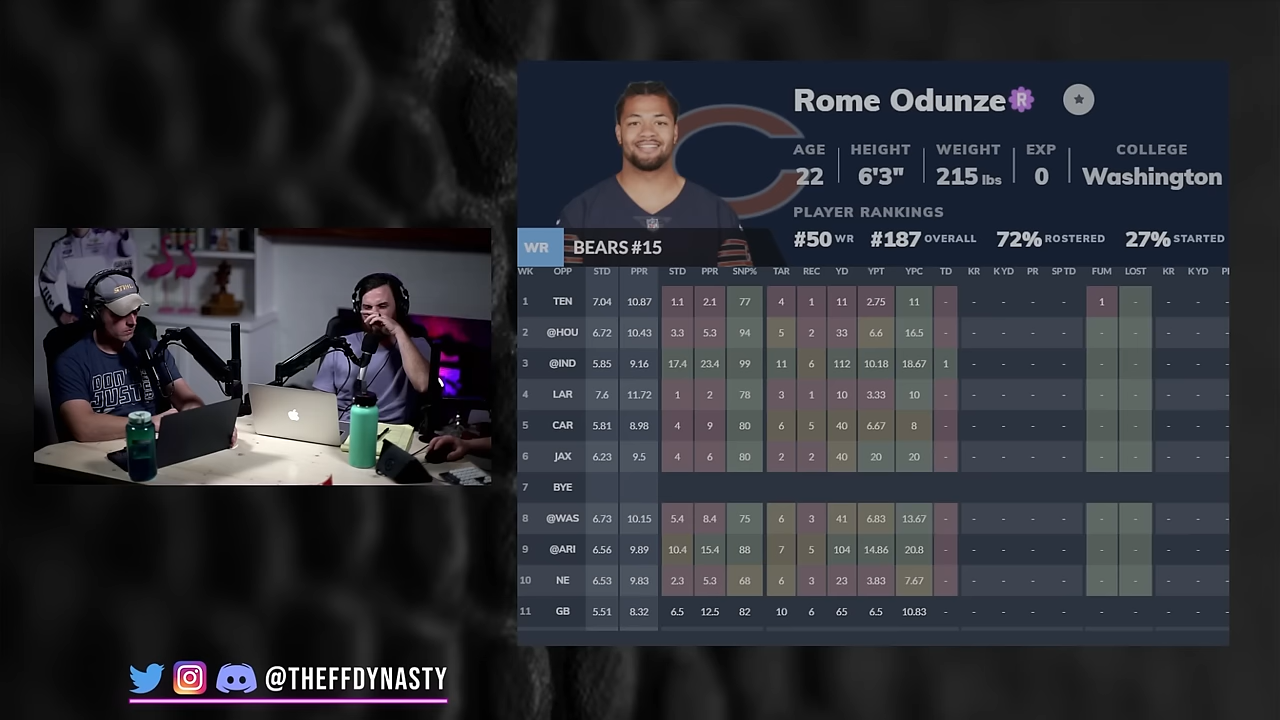 Rome Odunze R
AGE HEIGHT WEIGHT EXP COLLEGE
22 6'3" 215 lbs 0 Washington
PLAYER RANKINGS
#50 WR #187 OVERALL 72% ROSTERED 27% STARTED
WR BEARS #15
WK OPP STD PPR STD PPR SNP% TAR REC YD YPT YPC TD KR KYD PR SPTD FUM LOST KR KYD
1 TEN 7.04 10.87 1.1 2.1 77 4 1 11 2.75 11 - - - - - 1 - - - -
2 @HOU 6.72 10.43 3.3 5.3 94 5 2 33 6.6 16.5 - - - - - - - - - -
3 @IND 5.85 9.16 17.4 23.4 99 11 6 112 10.18 18.67 1 - - - - - - - - -
4 LAR 7.6 11.72 1 2 78 3 1 10 3.33 10 - - - - - - - - - -
5 CAR 5.81 8.98 4 9 80 6 5 40 6.67 8 - - - - - - - - - -
6 JAX 6.23 9.5 4 6 80 2 2 40 20 20 - - - - - - - - - -
7 BYE
8 @WAS 6.73 10.15 5.4 8.4 75 6 3 41 6.83 13.67 - - - - - - - - - -
9 @ARI 6.56 9.89 10.4 15.4 88 7 5 104 14.86 20.8 - - - - - - - - - -
10 NE 6.53 9.83 2.3 5.3 68 6 3 23 3.83 7.67 - - - - - - - - - -
11 GB 5.51 8.32 6.5 12.5 82 10 6 65 6.5 10.83 - - - - - - - - - -
STIHL
DON'T
JUST
@THEFFDYNASTY